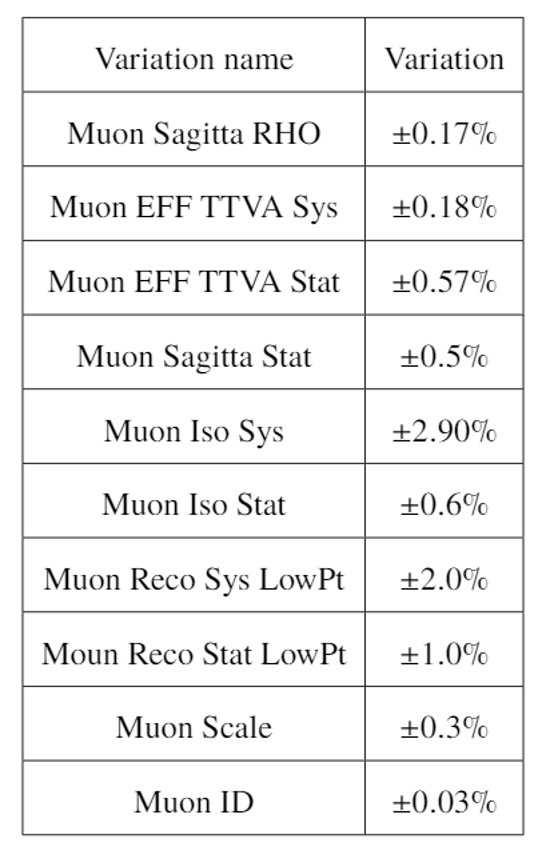 Variation name Variation
Muon Sagitta RHO ±0.17%
Muon EFF TTVA Sys ±0.18%
Muon EFF TTVA Stat ±0.57%
Muon Sagitta Stat ±0.5%
Muon Iso Sys ±2.90%
Muon Iso Stat ±0.6%
Muon Reco Sys LowPt ±2.0%
Moun Reco Stat LowPt ±1.0%
Muon Scale ±0.3%
Muon ID ±0.03%